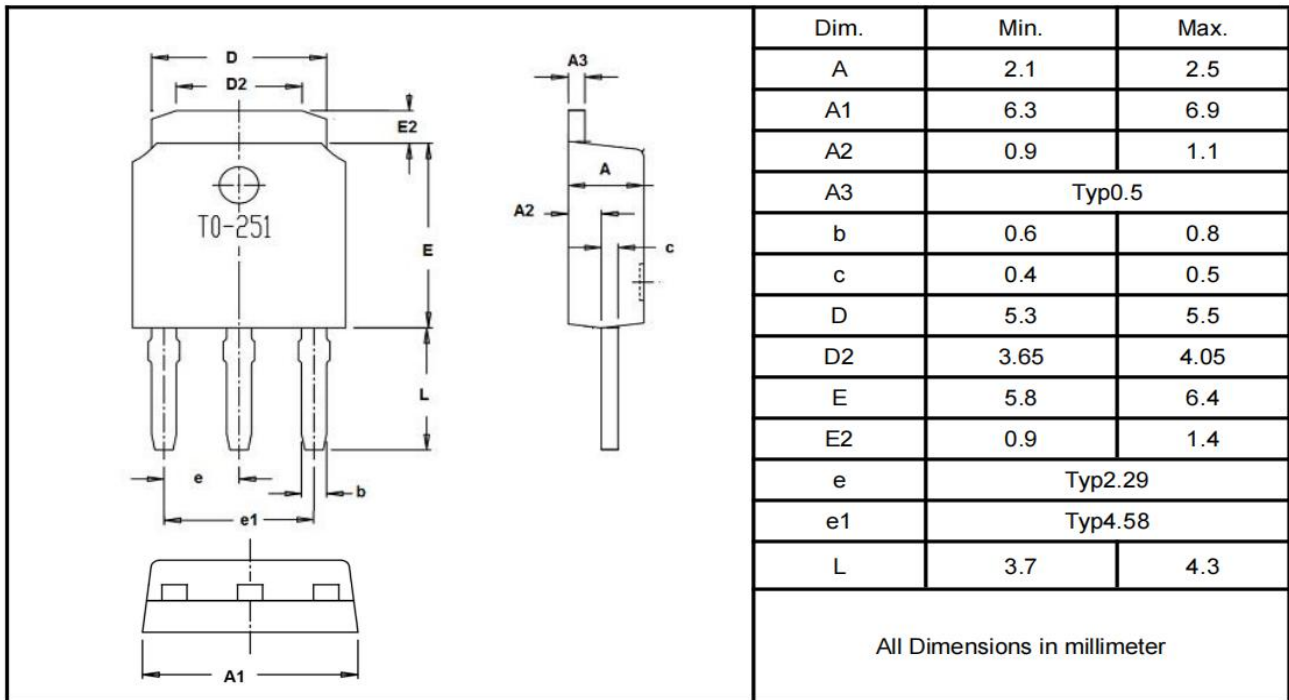 D
D2
E2
TO-251
E
L
e
b
e1
A1
A3
A
A2
c
Dim. Min. Max.
A 2.1 2.5
A1 6.3 6.9
A2 0.9 1.1
A3 Typ0.5
b 0.6 0.8
c 0.4 0.5
D 5.3 5.5
D2 3.65 4.05
E 5.8 6.4
E2 0.9 1.4
e Typ2.29
e1 Typ4.58
L 3.7 4.3
All Dimensions in millimeter